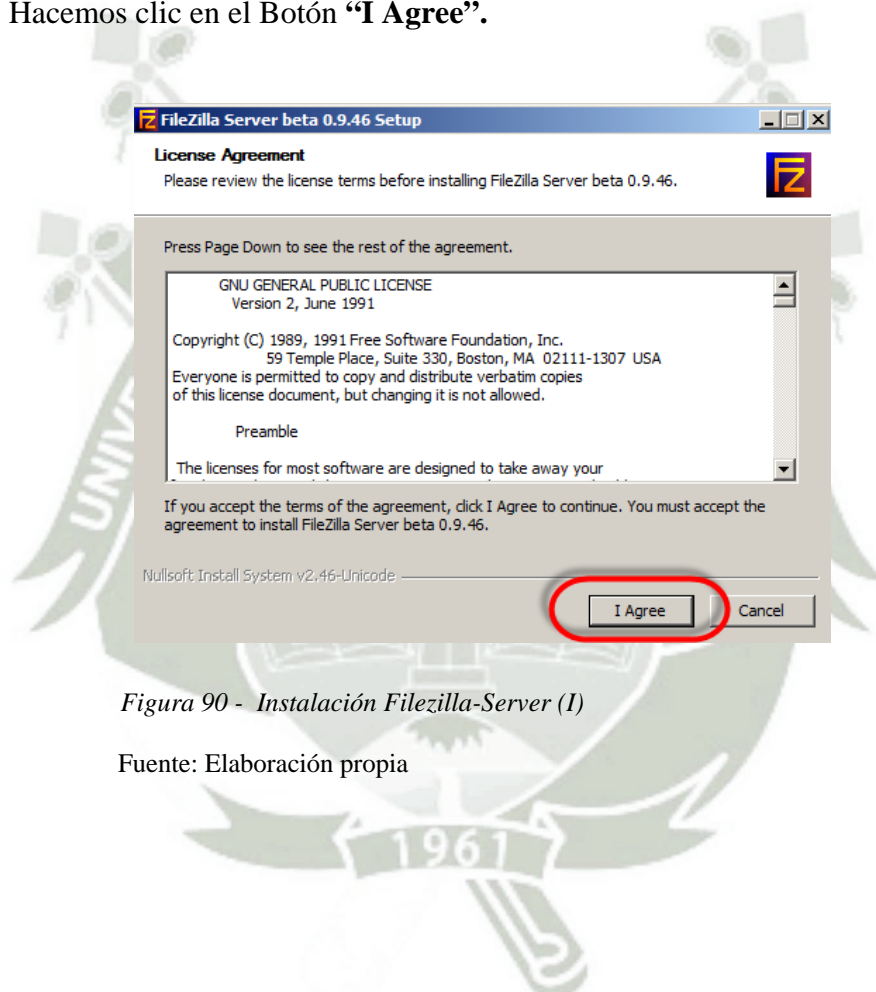 Hacemos clic en el Botón “I Agree”.
FileZilla Server beta 0.9.46 Setup
License Agreement
Please review the license terms before installing FileZilla Server beta 0.9.46.
FZ
Press Page Down to see the rest of the agreement.
GNU GENERAL PUBLIC LICENSE
Version 2, June 1991
Copyright (C) 1989, 1991 Free Software Foundation, Inc.
59 Temple Place, Suite 330, Boston, MA 02111-1307 USA
Everyone is permitted to copy and distribute verbatim copies
of this license document, but changing it is not allowed.
Preamble
The licenses for most software are designed to take away your
If you accept the terms of the agreement, click I Agree to continue. You must accept the
agreement to install FileZilla Server beta 0.9.46.
Nullsoft Install System v2.46-Unicode
I Agree
Cancel
Figura 90 - Instalación Filezilla-Server (I)
Fuente: Elaboración propia
1961